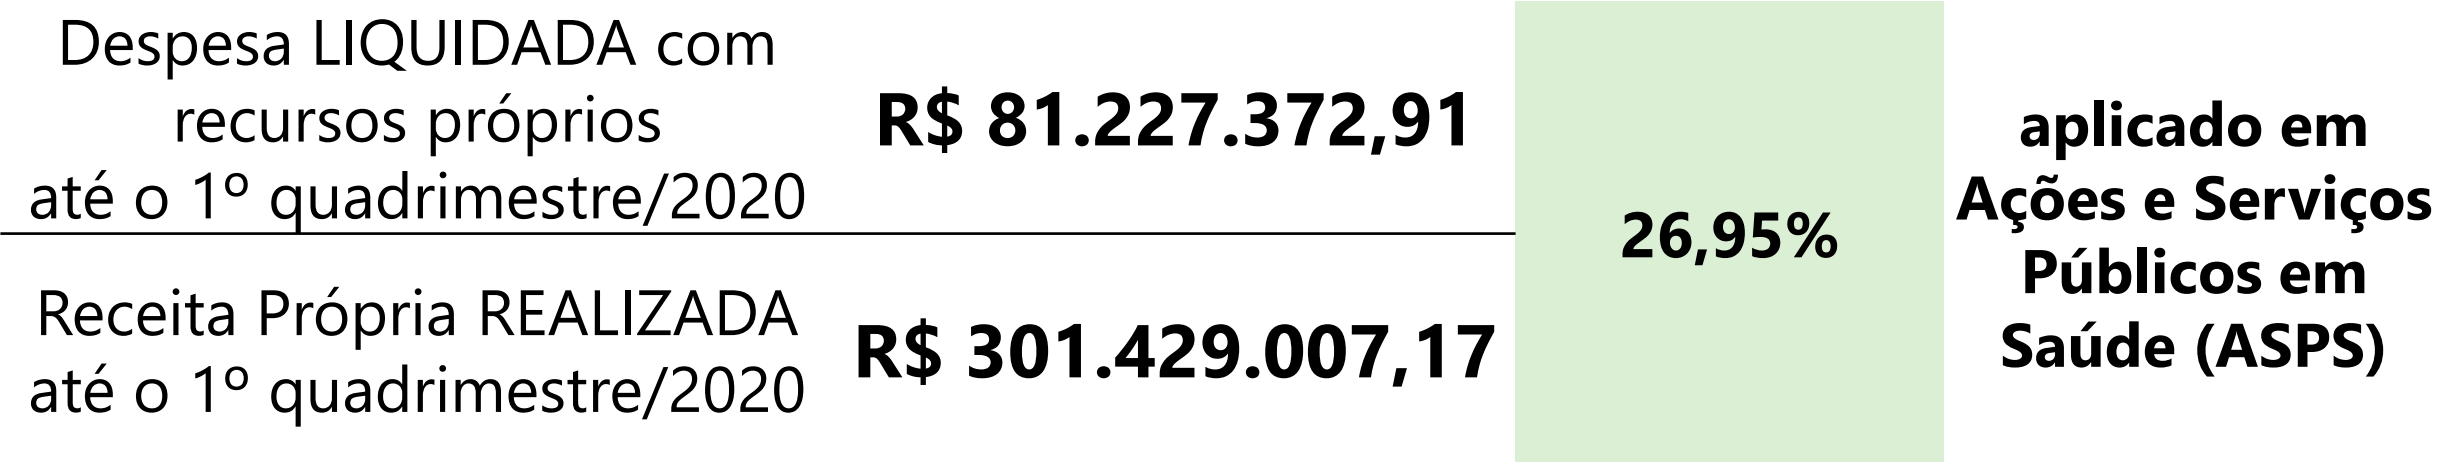 Despesa LIQUIDADA com
recursos próprios
até o 1º quadrimestre/2020
R$ 81.227.372,91
Receita Própria REALIZADA
até o 1º quadrimestre/2020
R$ 301.429.007,17
26,95%
aplicado em
Ações e Serviços
Públicos em
Saúde (ASPS)